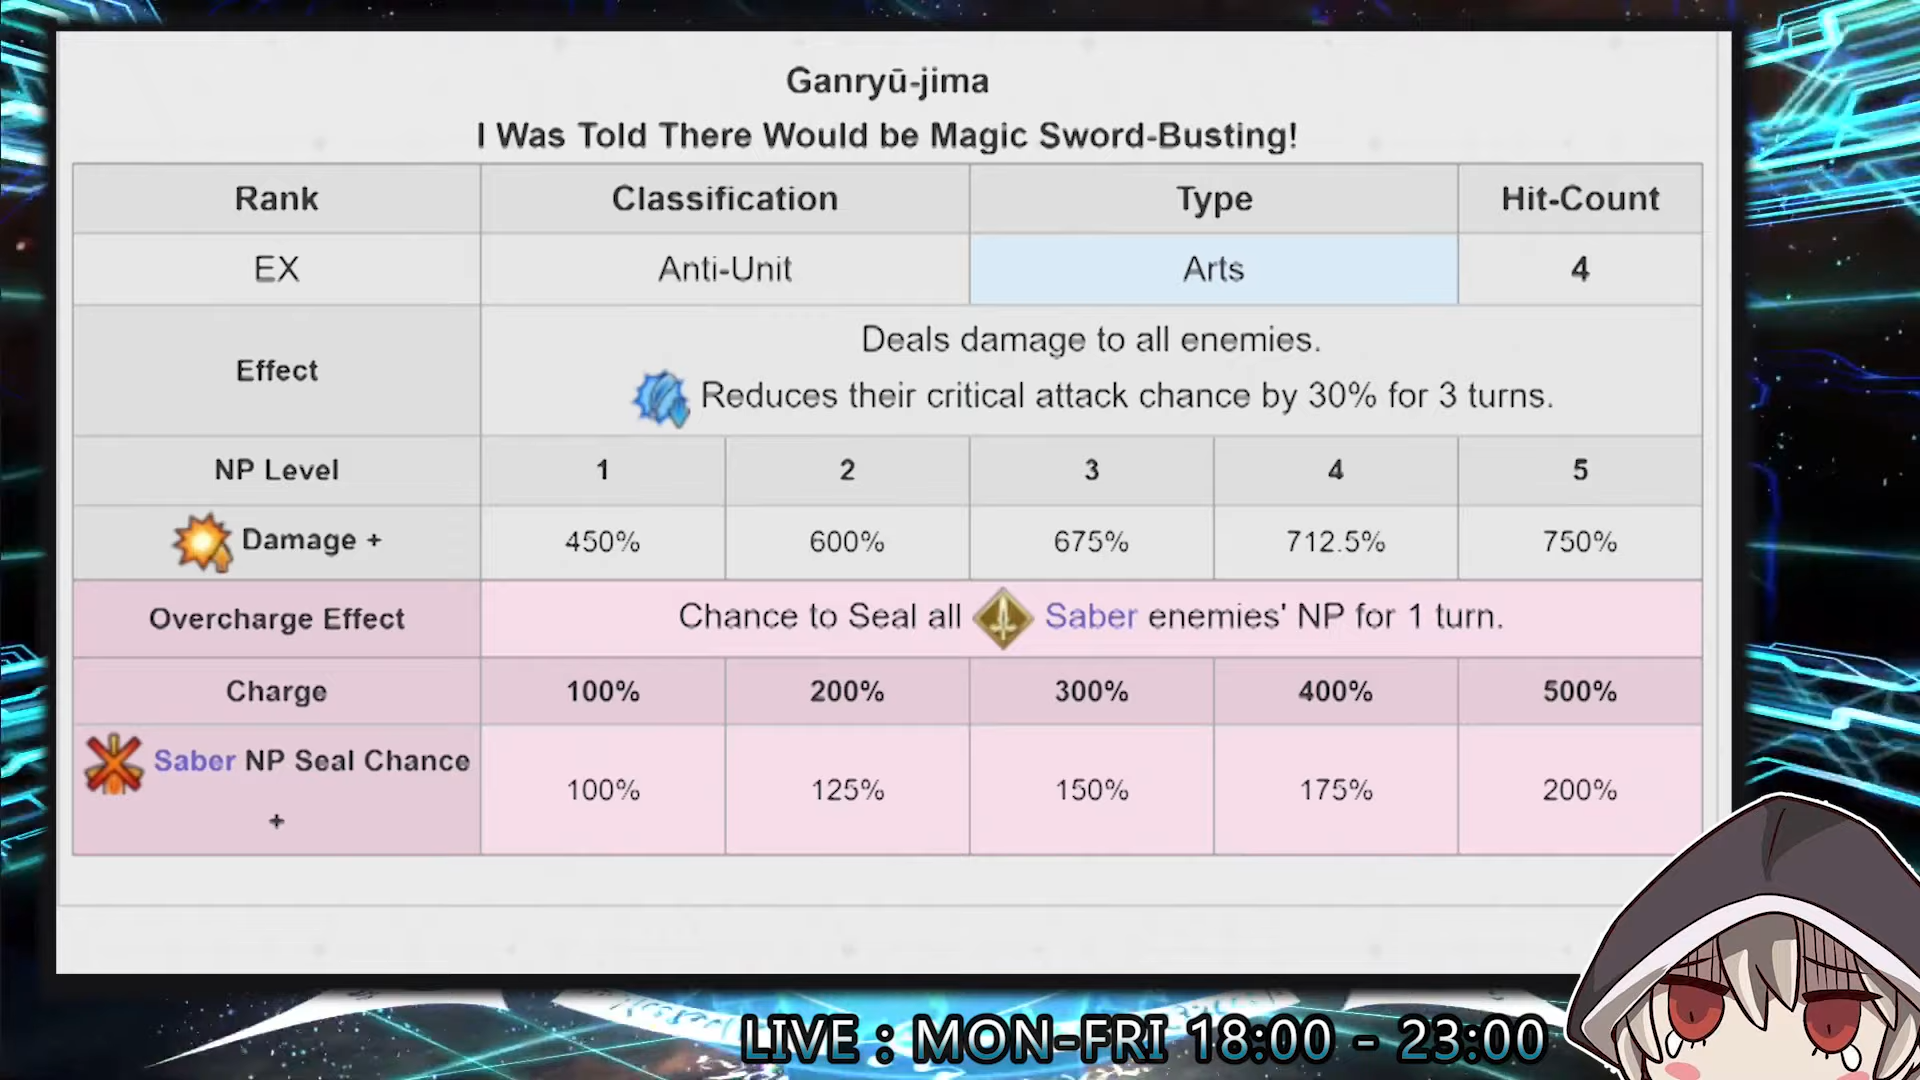 Ganryū-jima
I Was Told There Would be Magic Sword-Busting!
Rank Classification Type Hit-Count
EX Anti-Unit Arts 4
Effect
Deals damage to all enemies.
Reduces their critical attack chance by 30% for 3 turns.
NP Level 1 2 3 4 5
Damage + 450% 600% 675% 712.5% 750%
Overcharge Effect Chance to Seal all Saber enemies' NP for 1 turn.
Charge 100% 200% 300% 400% 500%
Saber NP Seal Chance
+
100% 125% 150% 175% 200%
LIVE : MON-FRI 18:00 - 23:00